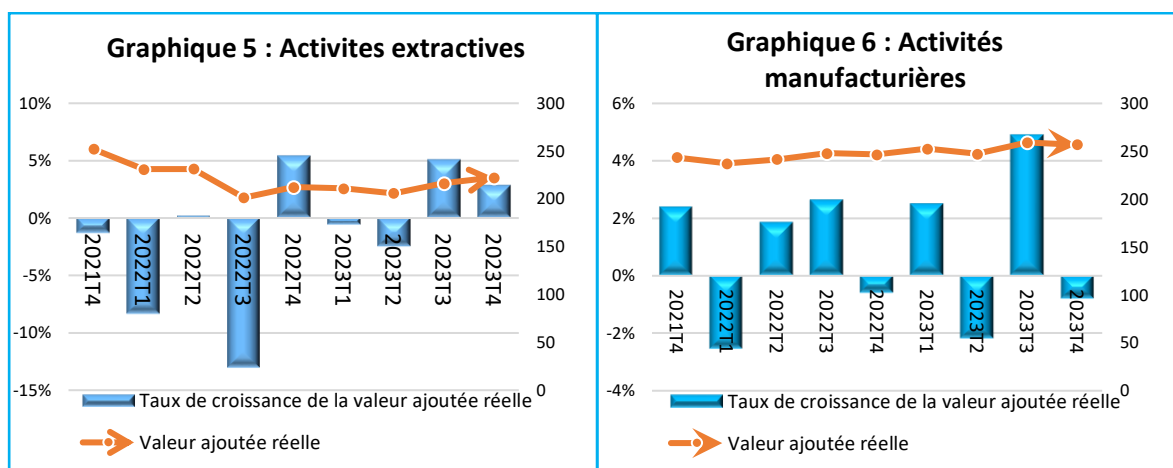 Graphique 5 : Activites extractives
10%
5%
0%
-5%
-10%
-15%
300
250
200
150
100
50
0
2021T4
2022T1
2022T2
2022T3
2022T4
2023T1
2023T2
2023T3
2023T4
Taux de croissance de la valeur ajoutée réelle
Valeur ajoutée réelle
Graphique 6 : Activités
manufacturières
6%
4%
2%
0%
-2%
-4%
300
250
200
150
100
50
0
2021T4
2022T1
2022T2
2022T3
2022T4
2023T1
2023T2
2023T3
2023T4
Taux de croissance de la valeur ajoutée réelle
Valeur ajoutée réelle